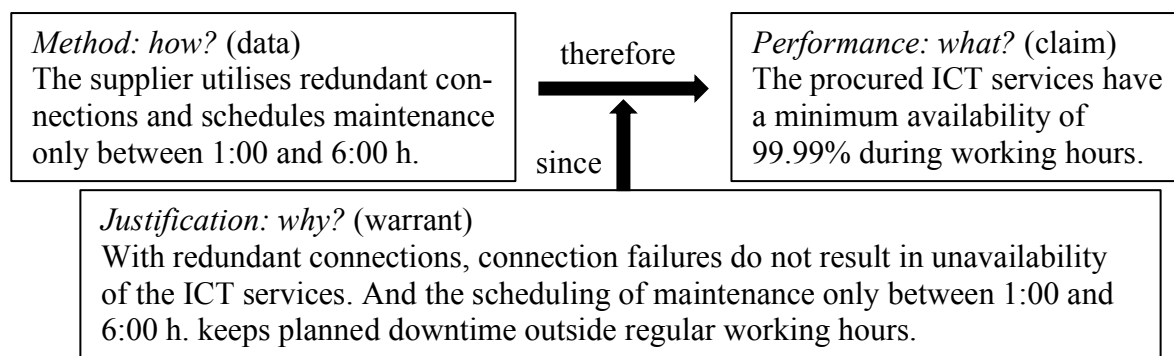 Method: how? (data)
The supplier utilises redundant con-
nections and schedules maintenance
only between 1:00 and 6:00 h.
therefore
Performance: what? (claim)
The procured ICT services have
a minimum availability of
99.99% during working hours.
since
Justification: why? (warrant)
With redundant connections, connection failures do not result in unavailability
of the ICT services. And the scheduling of maintenance only between 1:00 and
6:00 h. keeps planned downtime outside regular working hours.